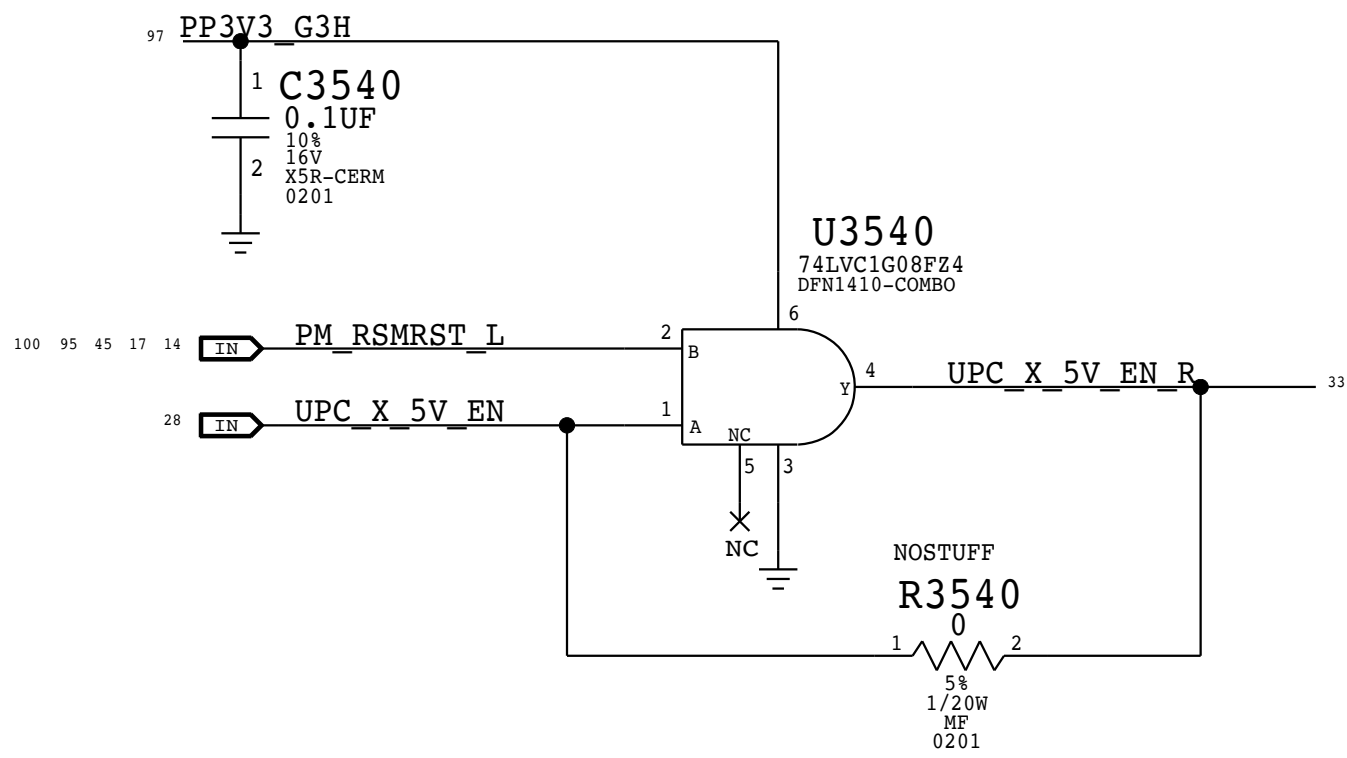 97 PP3V3_G3H
1 C3540
0.1UF
10%
16V
2 X5R-CERM
0201
U3540
74LVC1G08FZ4
DFN1410-COMBO
6
100 95 45 17 14 IN PM_RSMRST_L 2 B
Y 4 UPC_X_5V_EN_R 33
28 IN UPC_X_5V_EN 1 A
NC
5 3
NC
NOSTUFF
R3540
0
1 2
5%
1/20W
MF
0201